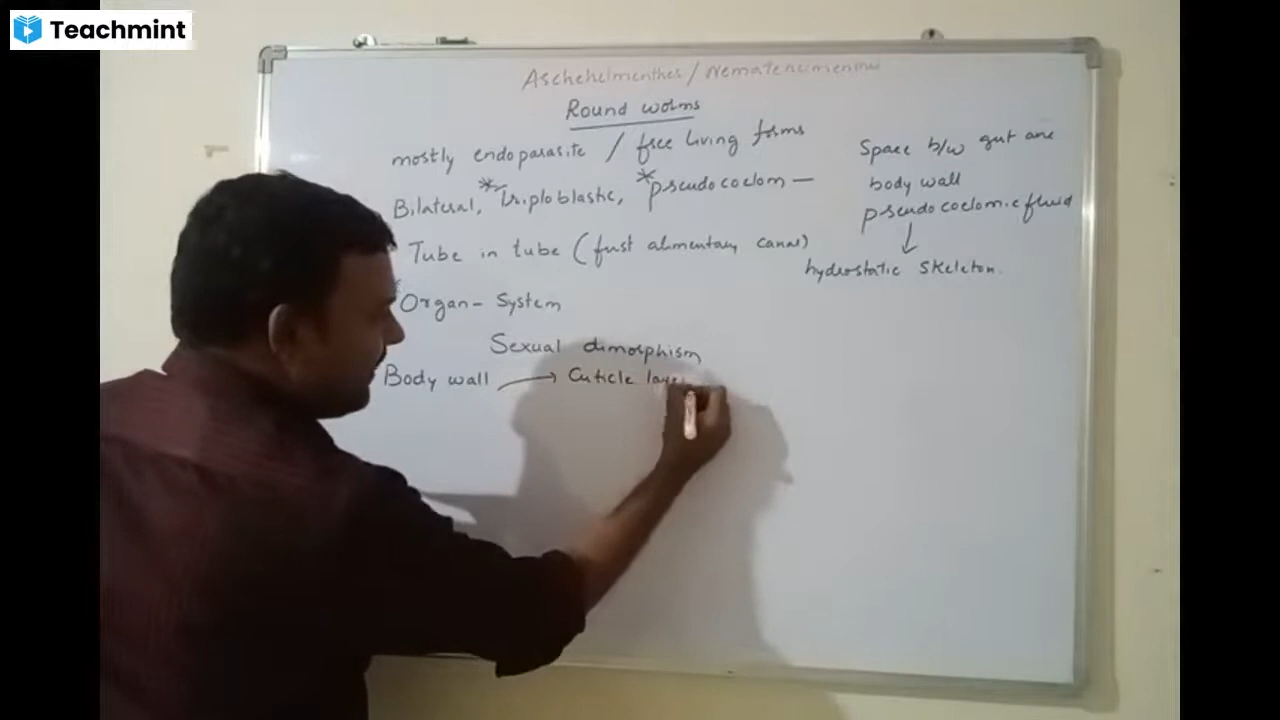 Teachmint
Aschehelmenthes /
Round worms
mostly endoparasite / free living forms
Bilateral, * Triploblastic, * pseudocoelom —
Tube in tube (first alimentary canal)
* Organ - System
Sexual dimorphism
Body wall → Cuticle layer
Space b/w gut and
body wall
pseudocoelomic fluid
↓
hydrostatic skeleton.